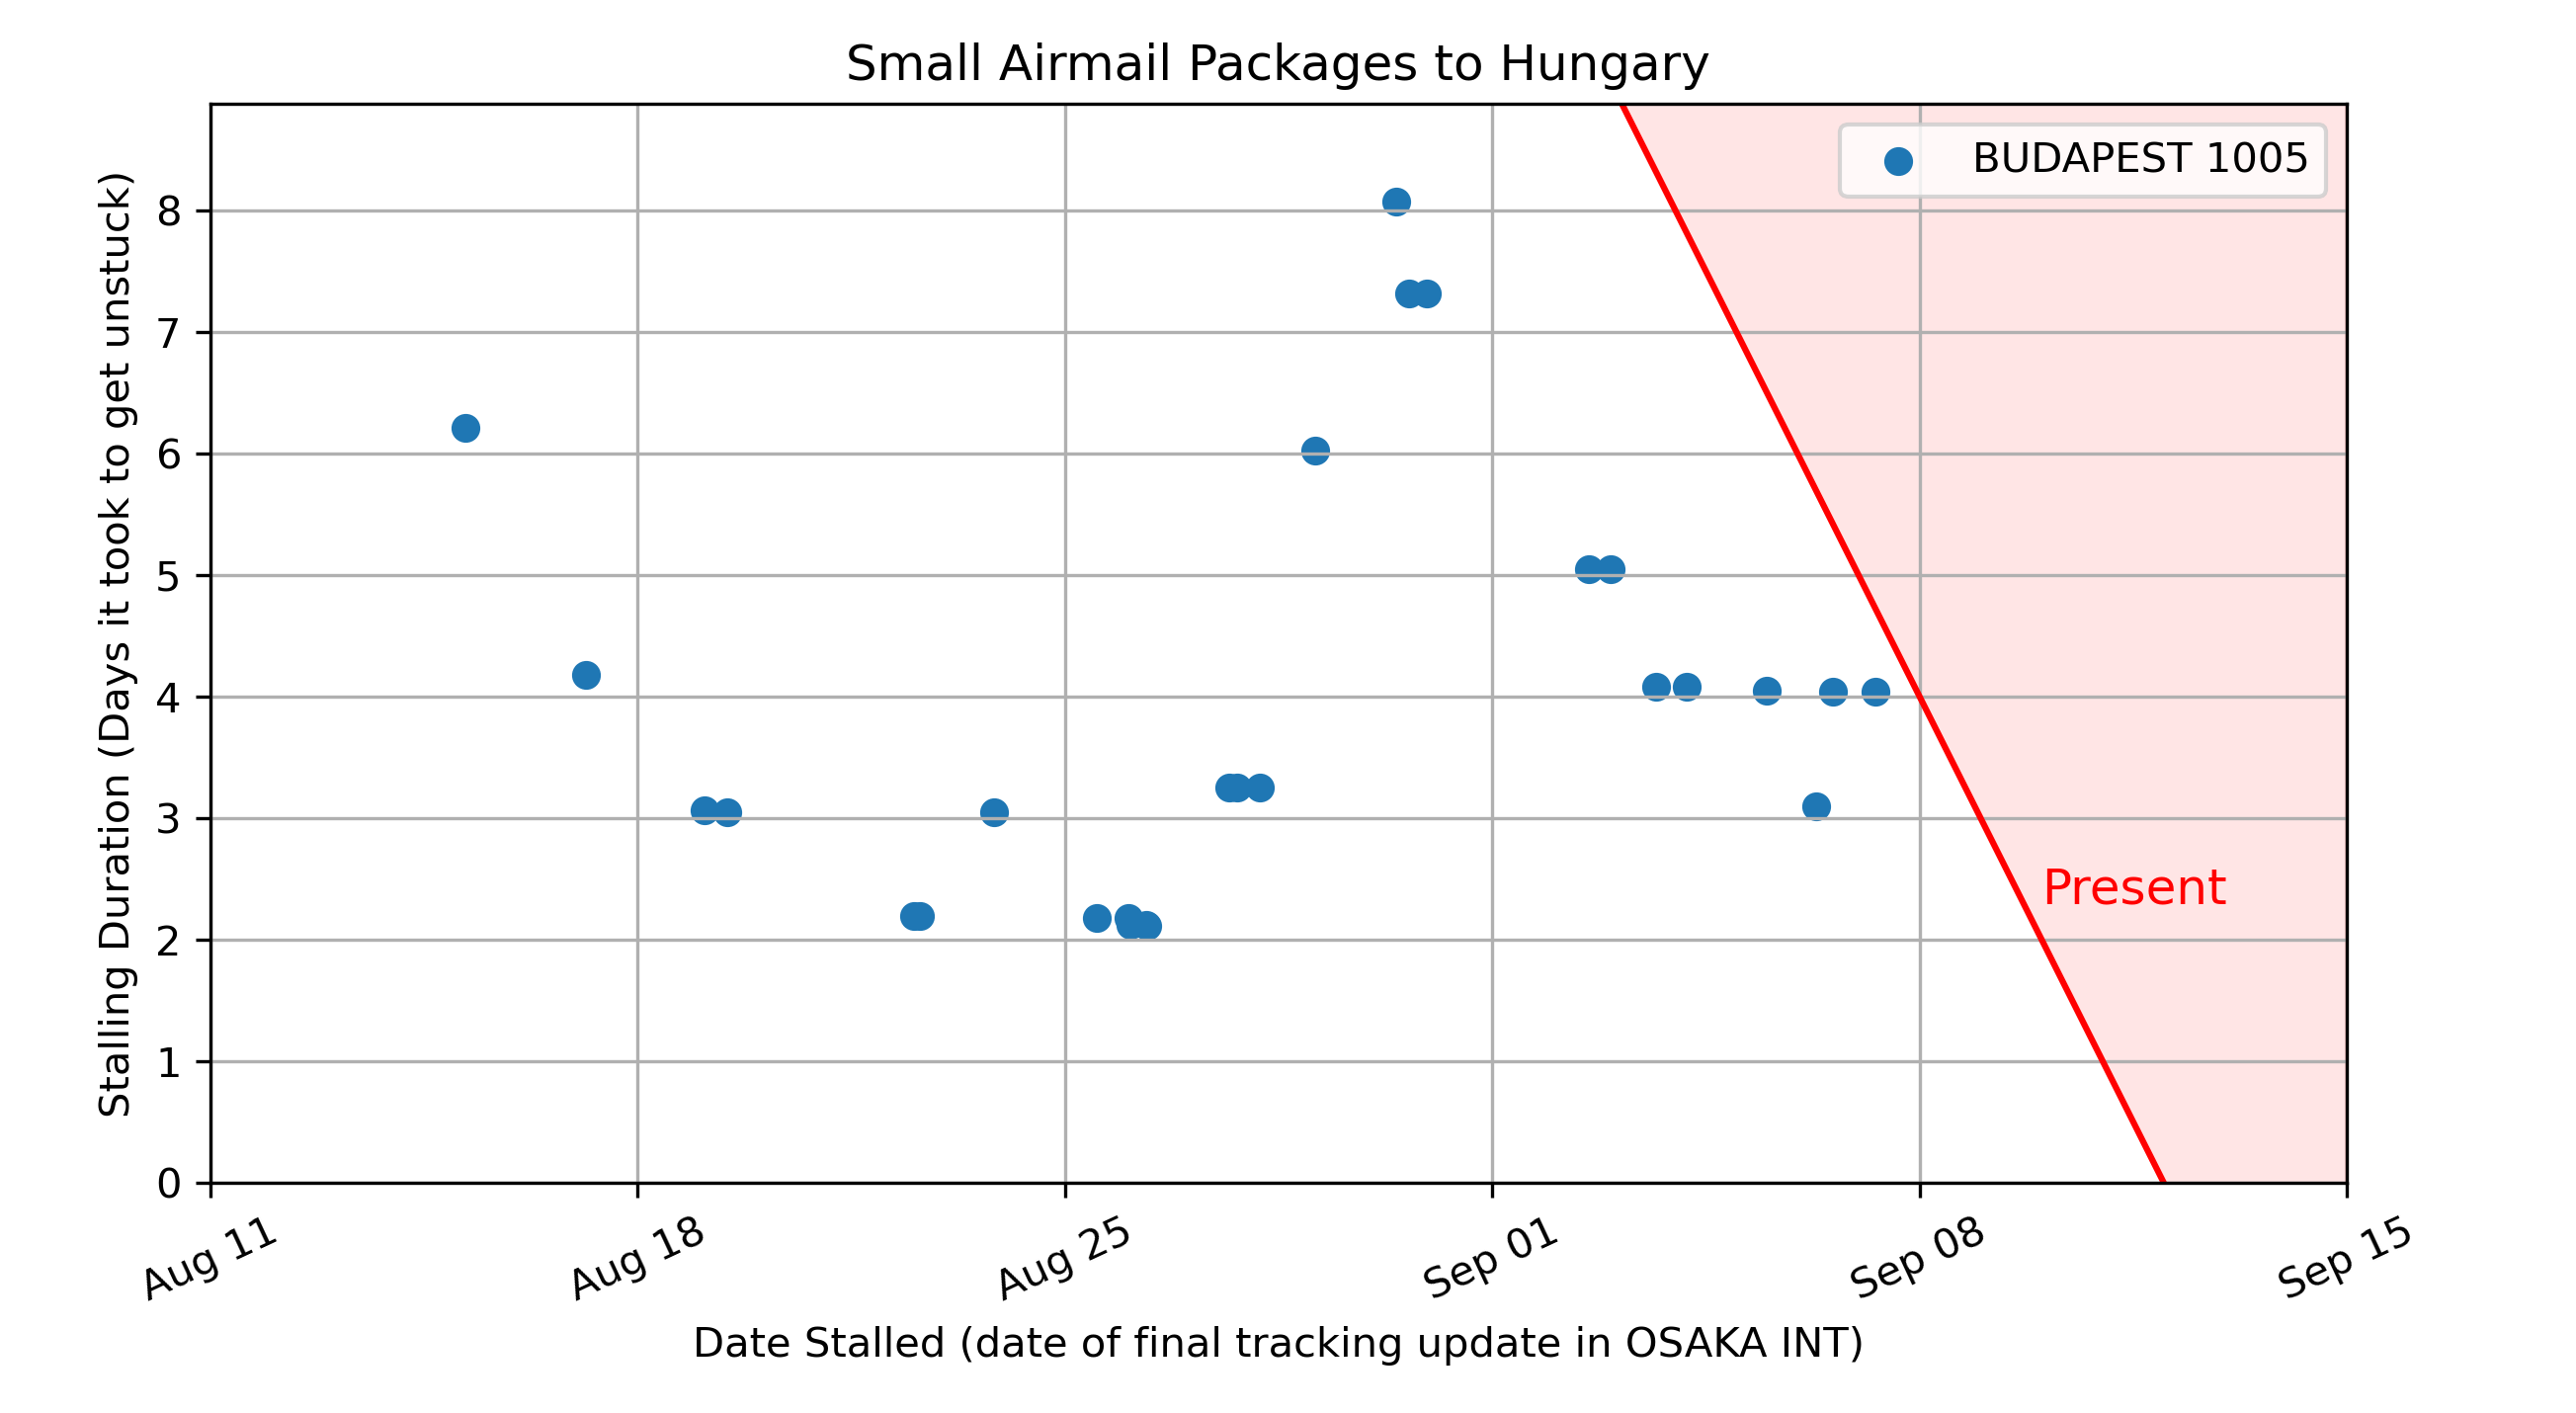 Small Airmail Packages to Hungary
BUDAPEST 1005
Stalling Duration (Days it took to get unstuck)
8
7
6
5
4
3
2
1
0
Present
Aug 11
Aug 18
Aug 25
Sep 01
Sep 08
Sep 15
Date Stalled (date of final tracking update in OSAKA INT)